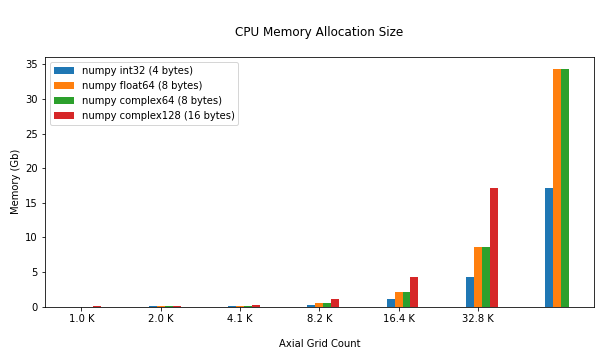 CPU Memory Allocation Size
numpy int32 (4 bytes)
numpy float64 (8 bytes)
numpy complex64 (8 bytes)
numpy complex128 (16 bytes)
Memory (Gb)
35
30
25
20
15
10
5
0
1.0 K 2.0 K 4.1 K 8.2 K 16.4 K 32.8 K
Axial Grid Count